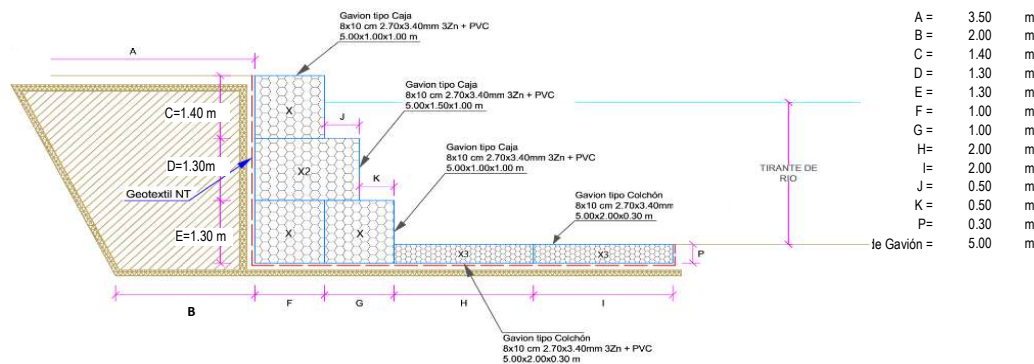 Gavion tipo Caja
8x10 cm 2.70x3.40mm 3Zn + PVC
5.00x1.00x1.00 m
A
C=1.40 m
X
J
Gavion tipo Caja
8x10 cm 2.70x3.40mm 3Zn + PVC
5.00x1.50x1.00 m
D=1.30m
X2
K
Gavion tipo Caja
8x10 cm 2.70x3.40mm 3Zn + PVC
5.00x1.00x1.00 m
TIRANTE DE
RIO
Geotextil NT
Gavion tipo Colchón
8x10 cm 2.70x3.40mm
5.00x2.00x0.30 m
E=1.30 m
X
X
X3
X3
P
B
F
G
H
I
Gavion tipo Colchón
8x10 cm 2.70x3.40mm 3Zn + PVC
5.00x2.00x0.30 m
A = 3.50 m
B = 2.00 m
C = 1.40 m
D = 1.30 m
E = 1.30 m
F = 1.00 m
G = 1.00 m
H= 2.00 m
I= 2.00 m
J = 0.50 m
K = 0.50 m
P= 0.30 m
de Gavión = 5.00 m